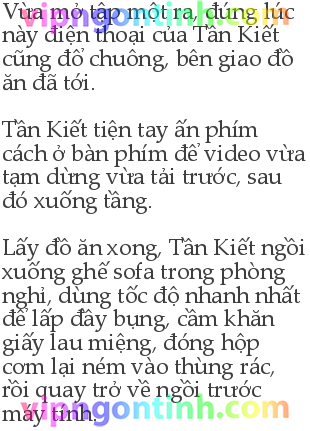 Vừa mở tập một ra, đúng lúc
này điện thoại của Tần Kiết
cũng đổ chuông, bên giao đồ
ăn đã tới.
Tần Kiết tiện tay ấn phím
cách ở bàn phím để video vừa
tạm dừng vừa tải trước, sau
đó xuống tầng.
Lấy đồ ăn xong, Tần Kiết ngồi
xuống ghế sofa trong phòng
nghỉ, dùng tốc độ nhanh nhất
để lấp đầy bụng, cầm khăn
giấy lau miệng, đóng hộp
cơm lại ném vào thùng rác,
rồi quay trở về ngồi trước
máy tính.
vipngontinh.com
vipngontinh.com